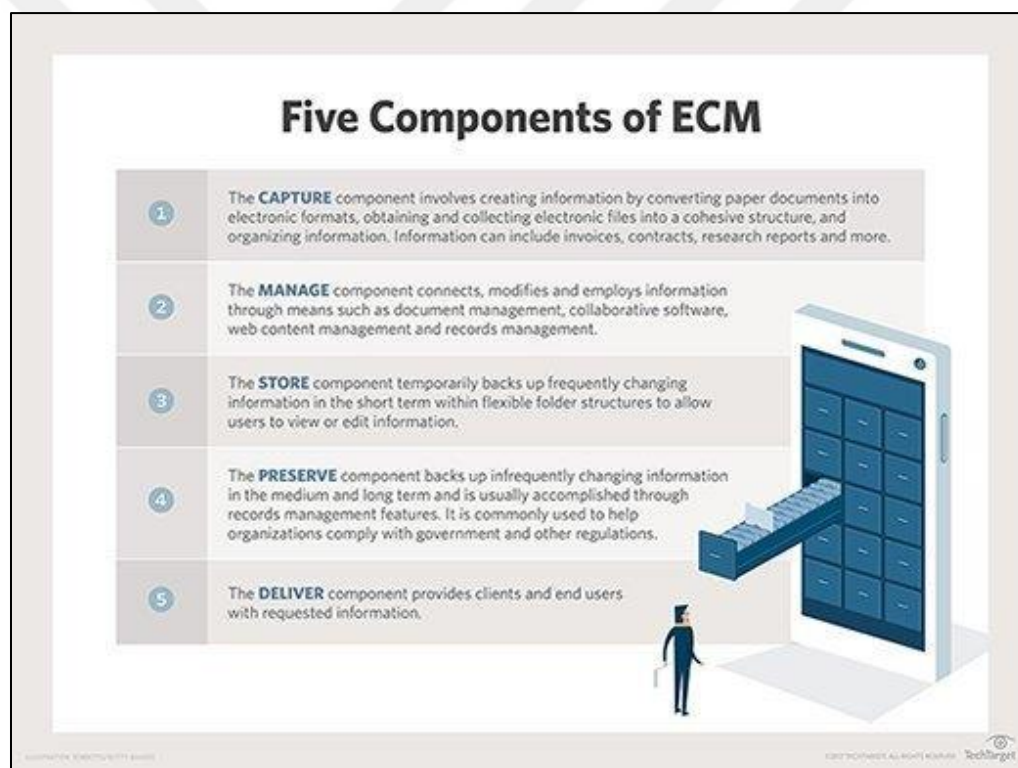 Five Components of ECM
1
The CAPTURE component involves creating information by converting paper documents into
electronic formats, obtaining and collecting electronic files into a cohesive structure, and
organizing information. Information can include invoices, contracts, research reports and more.
2
The MANAGE component connects, modifies and employs information
through means such as document management, collaborative software,
web content management and records management.
3
The STORE component temporarily backs up frequently changing
information in the short term within flexible folder structures to allow
users to view or edit information.
4
The PRESERVE component backs up infrequently changing information
in the medium and long term and is usually accomplished through
records management features. It is commonly used to help
organizations comply with government and other regulations.
5
The DELIVER component provides clients and end users
with requested information.
TechTarget